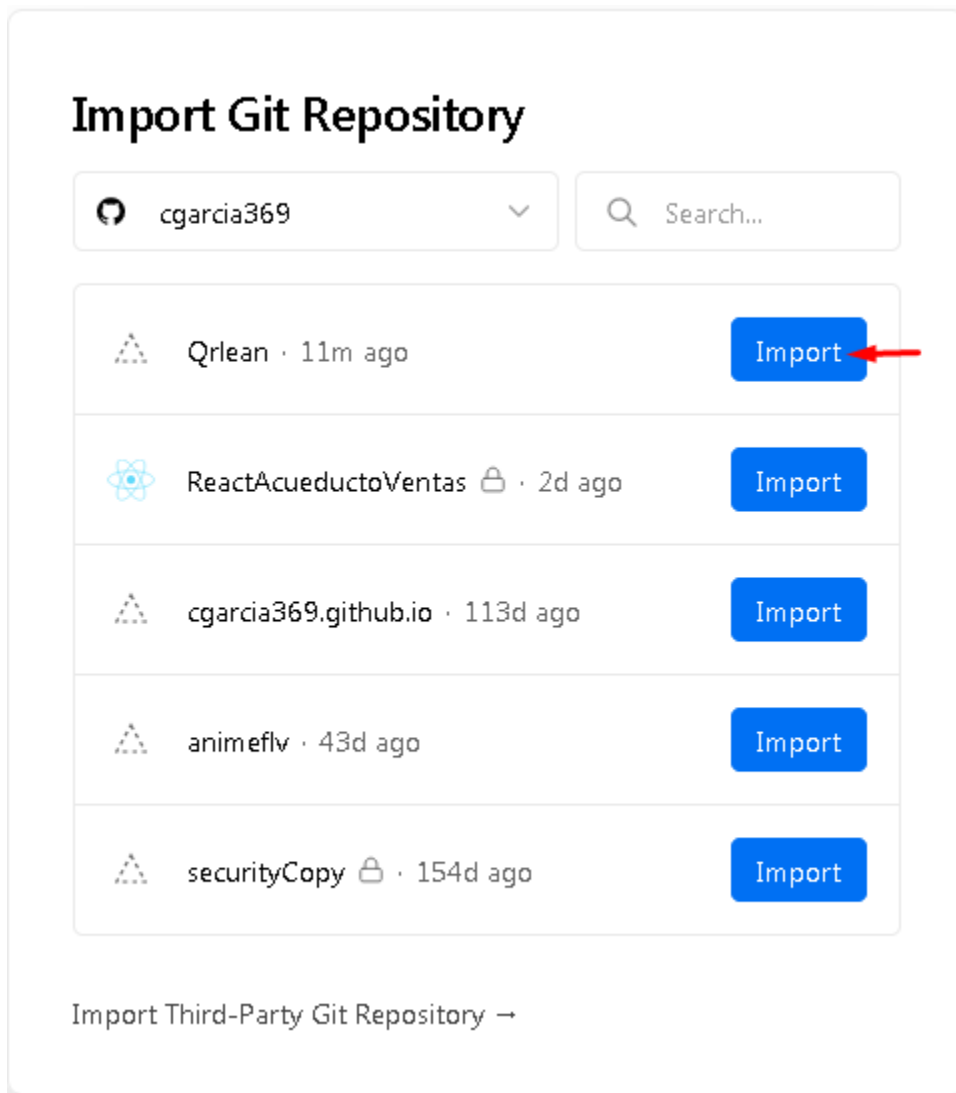 Import Git Repository
cgarcia369 Search...
Qrlean · 11m ago Import
ReactAcueductoVentas · 2d ago Import
cgarcia369.github.io · 113d ago Import
animeflv · 43d ago Import
securityCopy · 154d ago Import
Import Third-Party Git Repository →